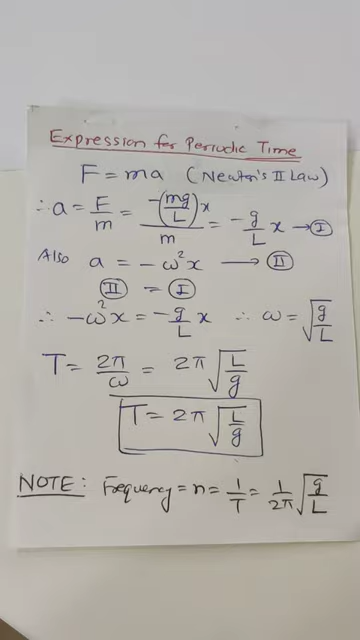 Expression for Periodic Time
F = ma (Newton's II Law)
∴ a = F/m = -(mg/L)x / m = -g/L x → (I)
Also a = -ω²x → (II)
(II) = (I)
∴ -ω²x = -g/L x ∴ ω = √(g/L)
T = 2π/ω = 2π √(L/g)
T = 2π √(L/g)
NOTE: Frequency = n = 1/T = 1/2π √(g/L)